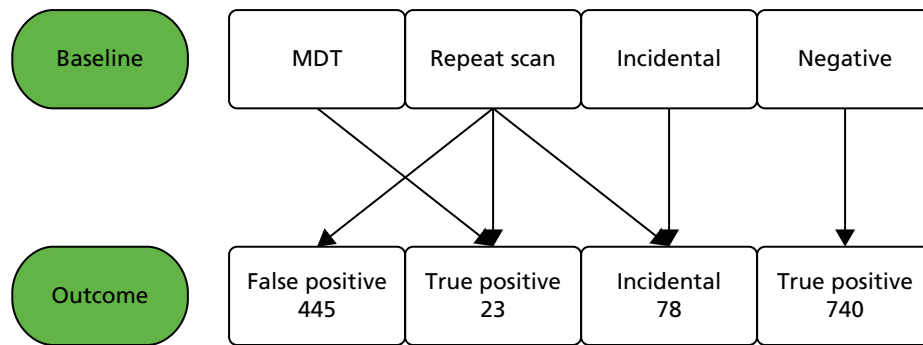 Baseline
MDT
Repeat scan
Incidental
Negative
Outcome
False positive
445
True positive
23
Incidental
78
True positive
740